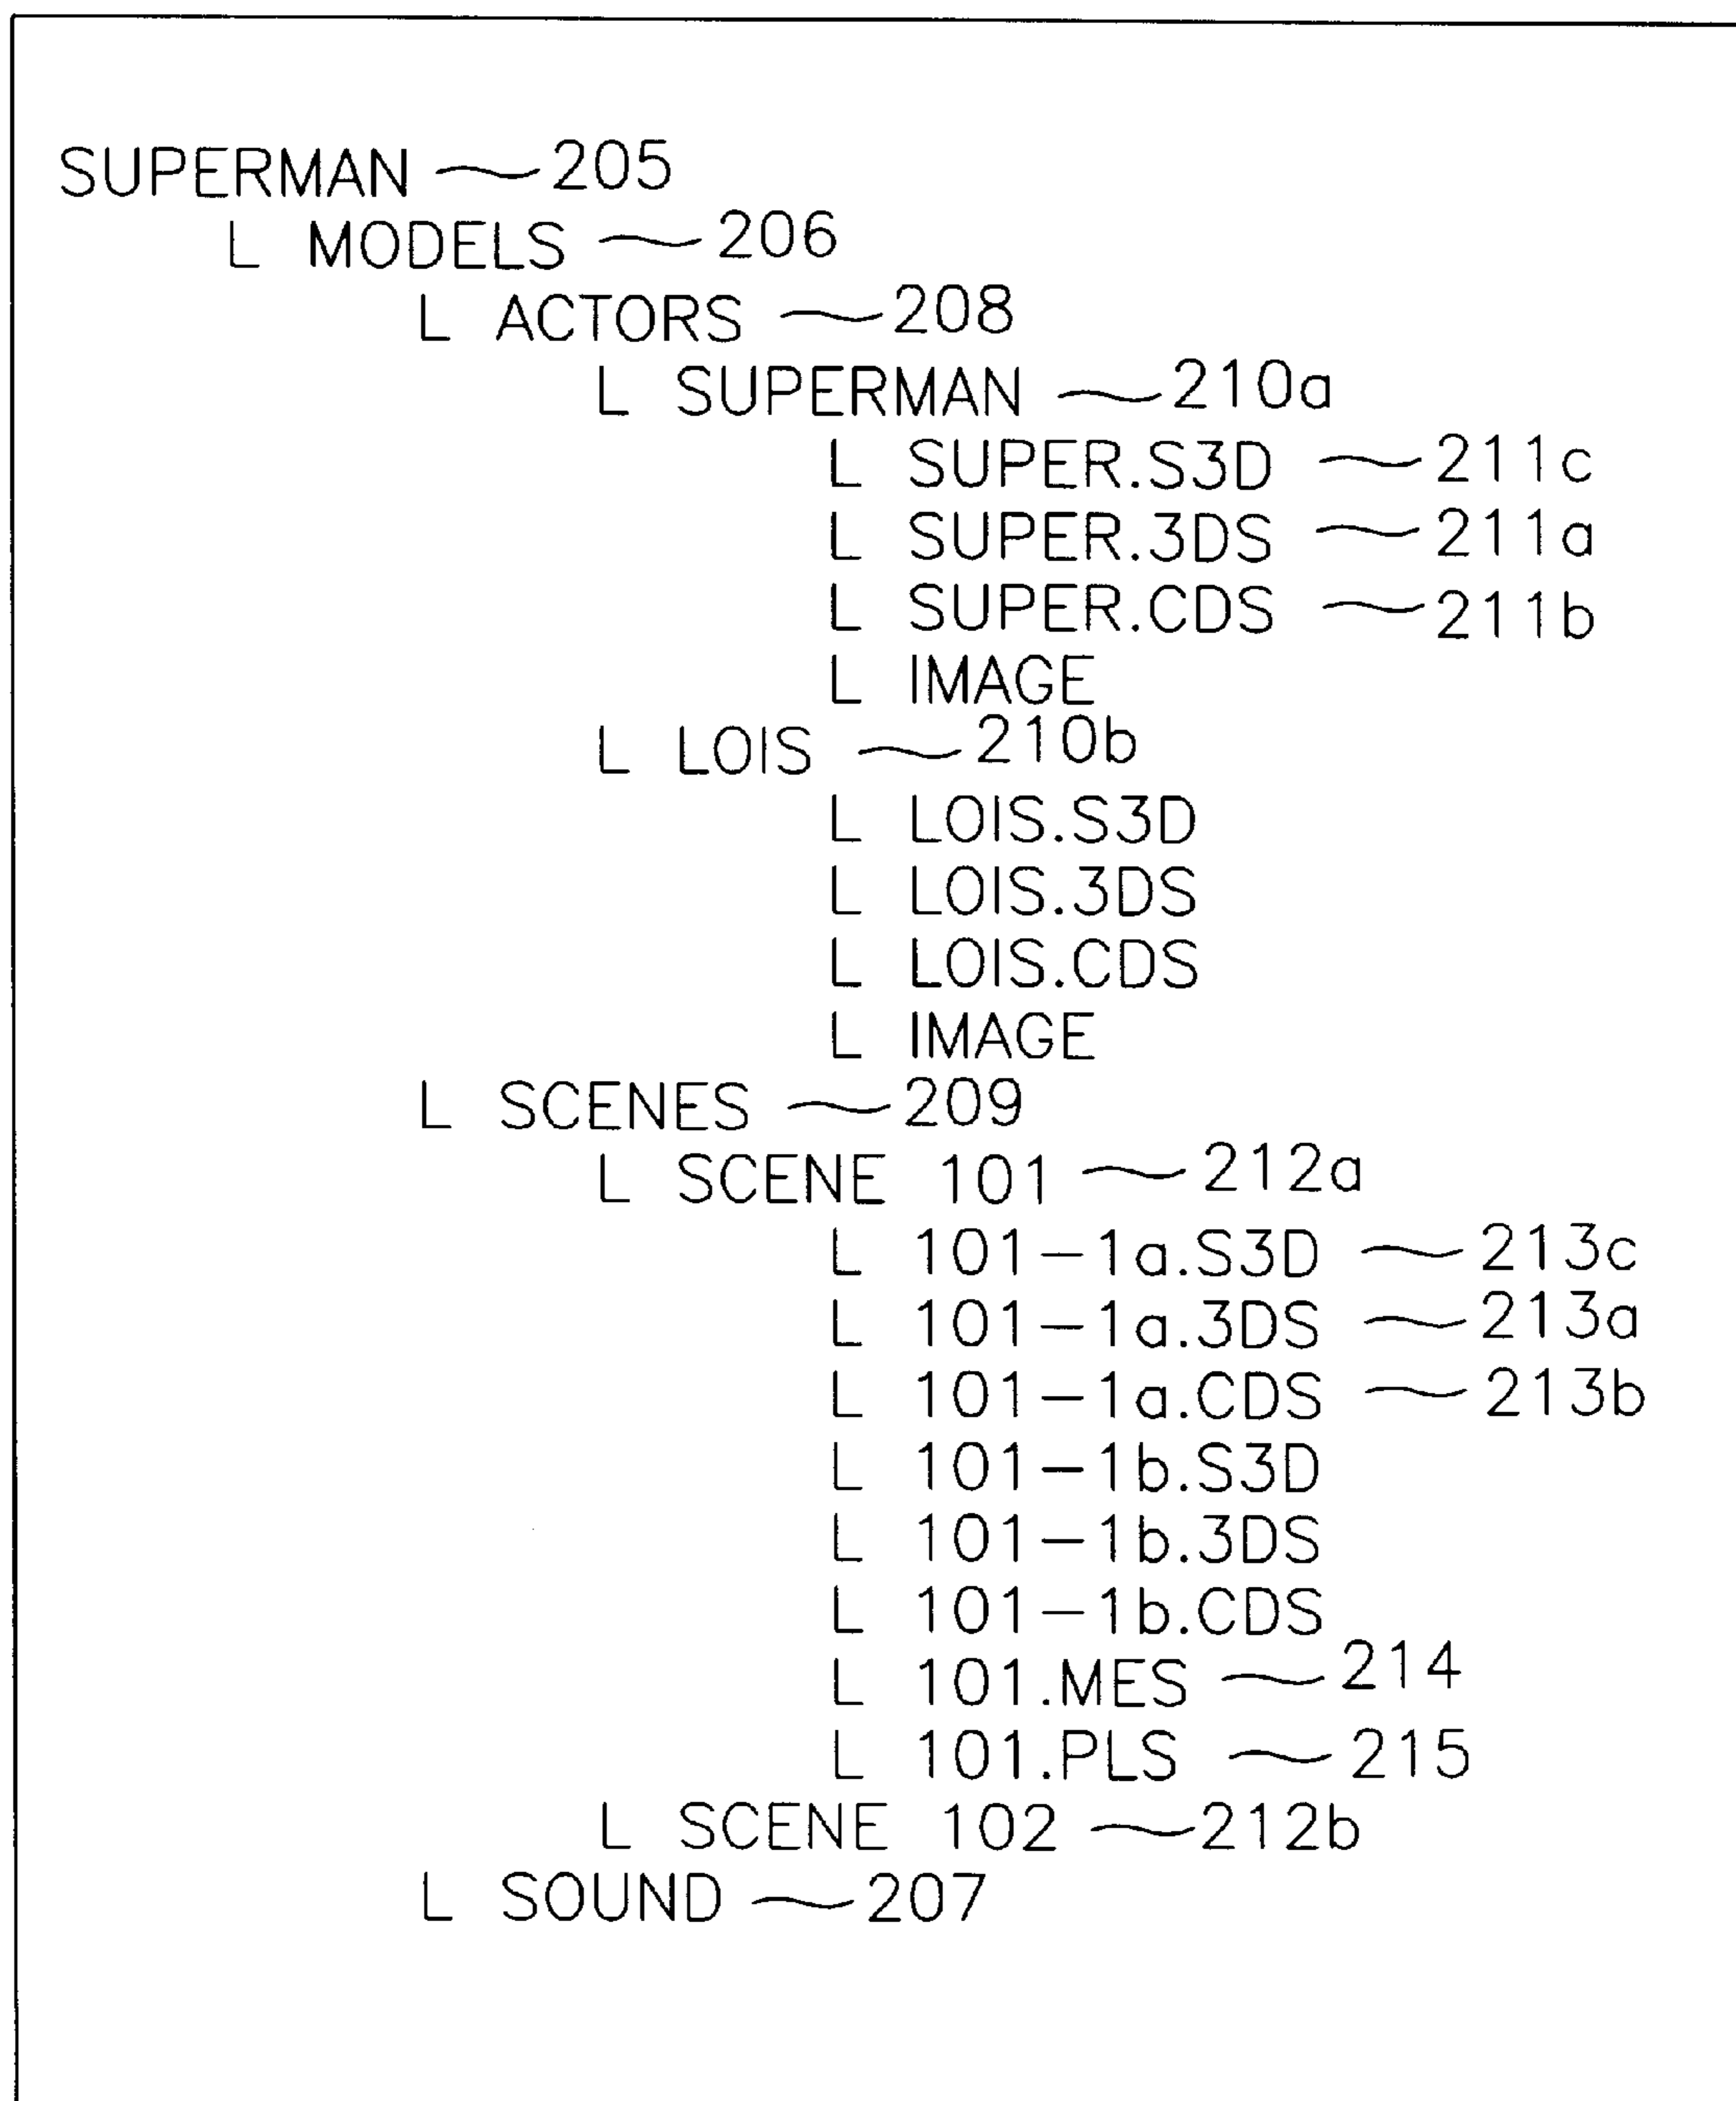 SUPERMAN 205
L MODELS 206
L ACTORS 208
L SUPERMAN 210a
L SUPER.S3D 211c
L SUPER.3DS 211a
L SUPER.CDS 211b
L IMAGE
L LOIS 210b
L LOIS.S3D
L LOIS.3DS
L LOIS.CDS
L IMAGE
L SCENES 209
L SCENE 101 212a
L 101-1a.S3D 213c
L 101-1a.3DS 213a
L 101-1a.CDS 213b
L 101-1b.S3D
L 101-1b.3DS
L 101-1b.CDS
L 101.MES 214
L 101.PLS 215
L SCENE 102 212b
L SOUND 207